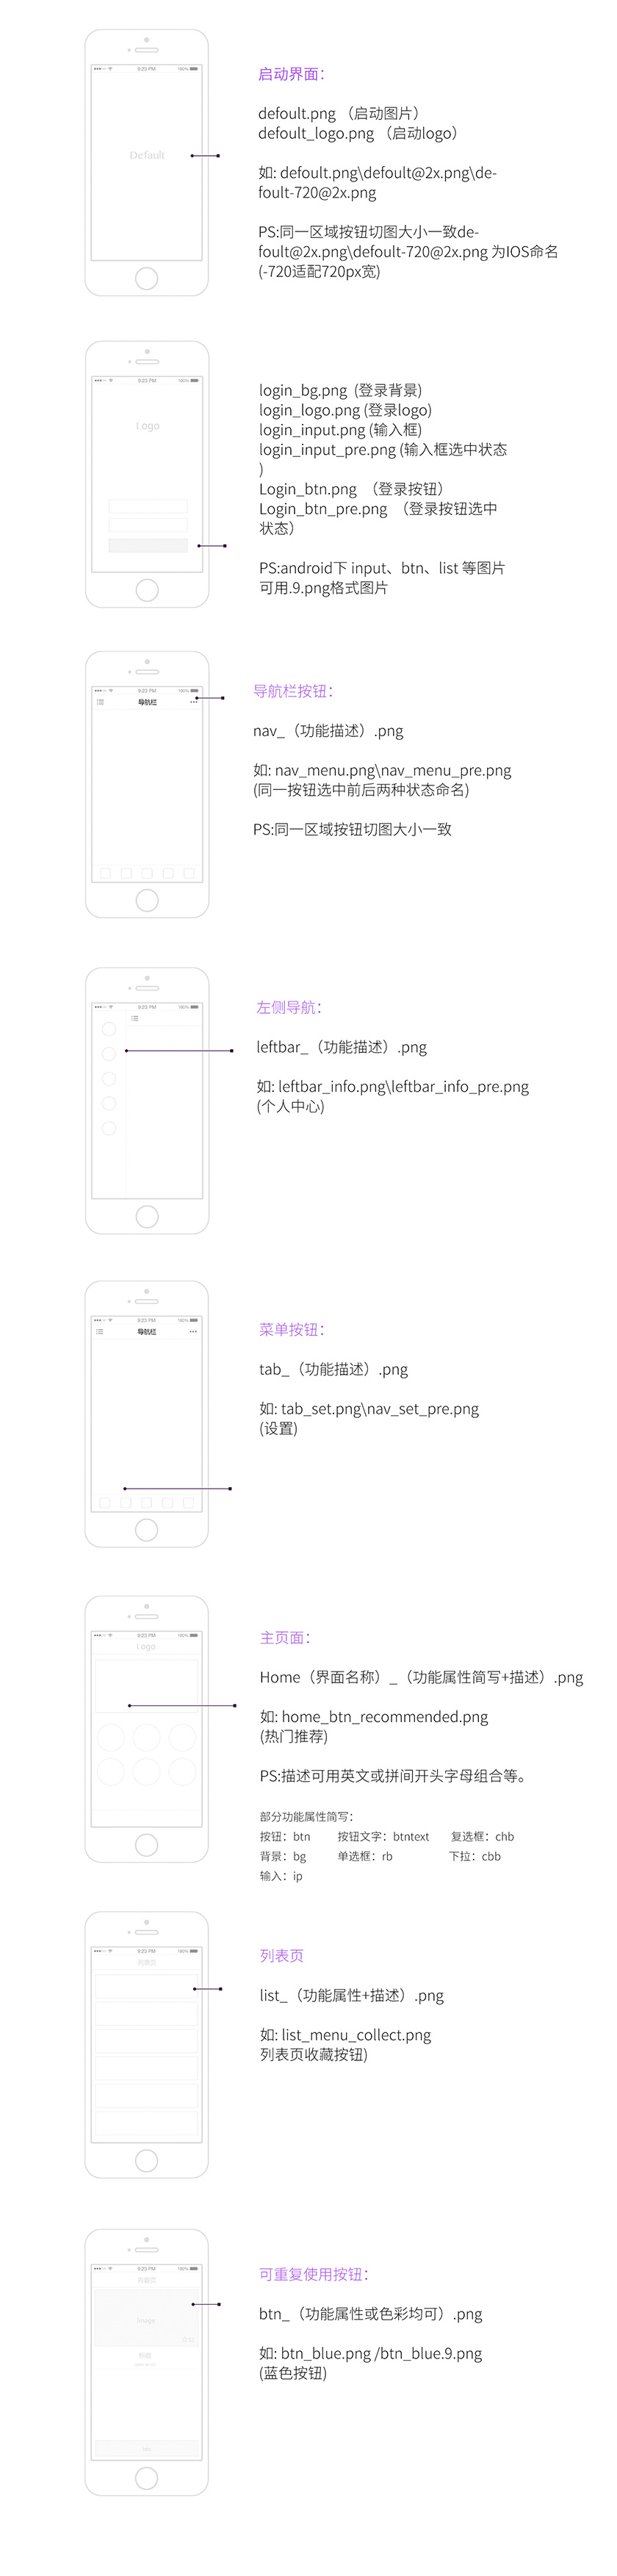 9:23 PM
100%
Default
启动界面：
defoult.png （启动图片）
defoult_logo.png （启动logo）
如: defoult.png\defoult@2x.png\de-
foult-720@2x.png
PS:同一区域按钮切图大小一致de-
foult@2x.png\defoult-720@2x.png 为IOS命名
(-720适配720px宽)
9:23 PM
100%
Logo
login_bg.png (登录背景)
login_logo.png (登录logo)
login_input.png (输入框)
login_input_pre.png (输入框选中状态
)
Login_btn.png （登录按钮）
Login_btn_pre.png （登录按钮选中
状态）
PS:android下 input、btn、list 等图片
可用.9.png格式图片
9:23 PM
100%
导航栏
导航栏按钮：
nav_（功能描述）.png
如: nav_menu.png\nav_menu_pre.png
(同一按钮选中前后两种状态命名)
PS:同一区域按钮切图大小一致
9:23 PM
100%
左侧导航：
leftbar_（功能描述）.png
如: leftbar_info.png\leftbar_info_pre.png
(个人中心)
9:23 PM
100%
导航栏
菜单按钮：
tab_（功能描述）.png
如: tab_set.png\nav_set_pre.png
(设置)
9:23 PM
100%
Logo
主页面：
Home（界面名称）_（功能属性简写+描述）.png
如: home_btn_recommended.png
(热门推荐)
PS:描述可用英文或拼间开头字母组合等。
部分功能属性简写：
按钮：btn 按钮文字：btntext 复选框：chb
背景：bg 单选框：rb 下拉：cbb
输入：ip
9:23 PM
100%
列表页
列表页
list_（功能属性+描述）.png
如: list_menu_collect.png
列表页收藏按钮)
9:23 PM
100%
内容页
Image
标题
btn
可重复使用按钮：
btn_（功能属性或色彩均可）.png
如: btn_blue.png /btn_blue.9.png
(蓝色按钮)